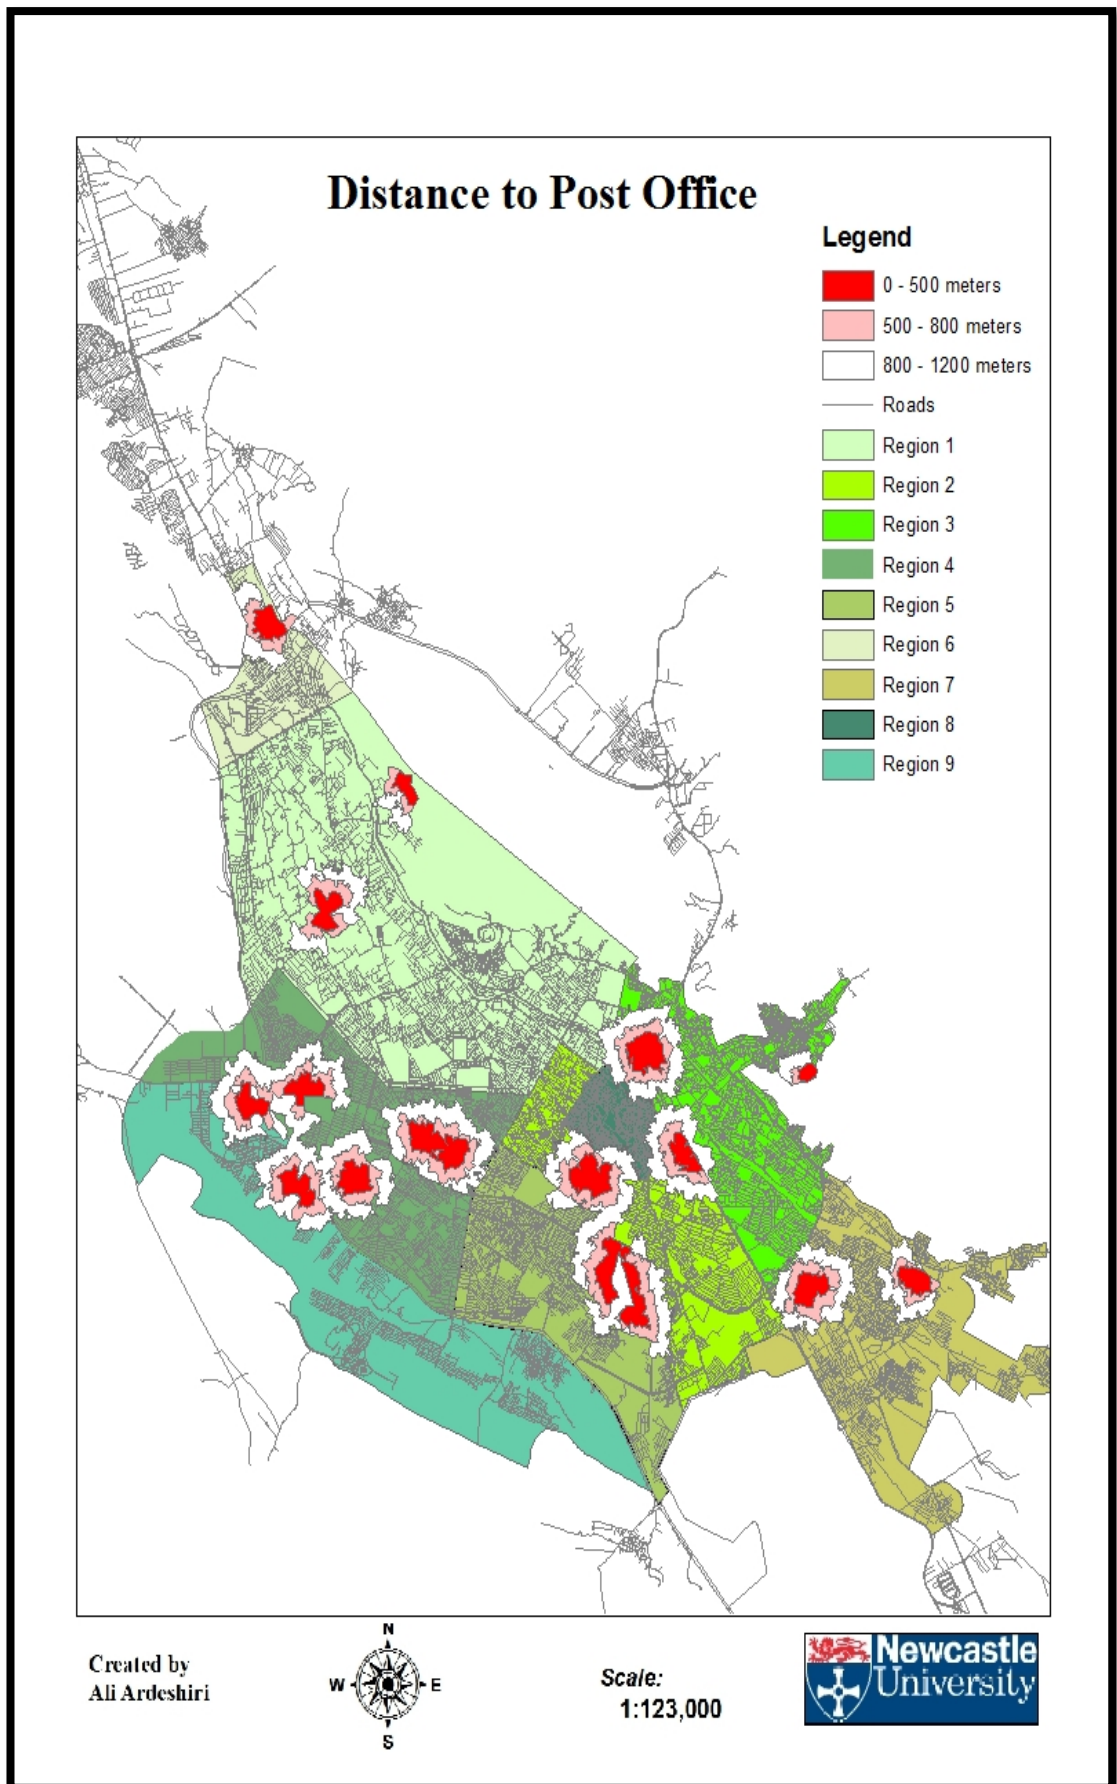 Distance to Post Office
Legend
0 - 500 meters
500 - 800 meters
800 - 1200 meters
Roads
Region 1
Region 2
Region 3
Region 4
Region 5
Region 6
Region 7
Region 8
Region 9
Created by
Ali Ardeshiri
N
W
E
S
Scale:
1:123,000
Newcastle
University